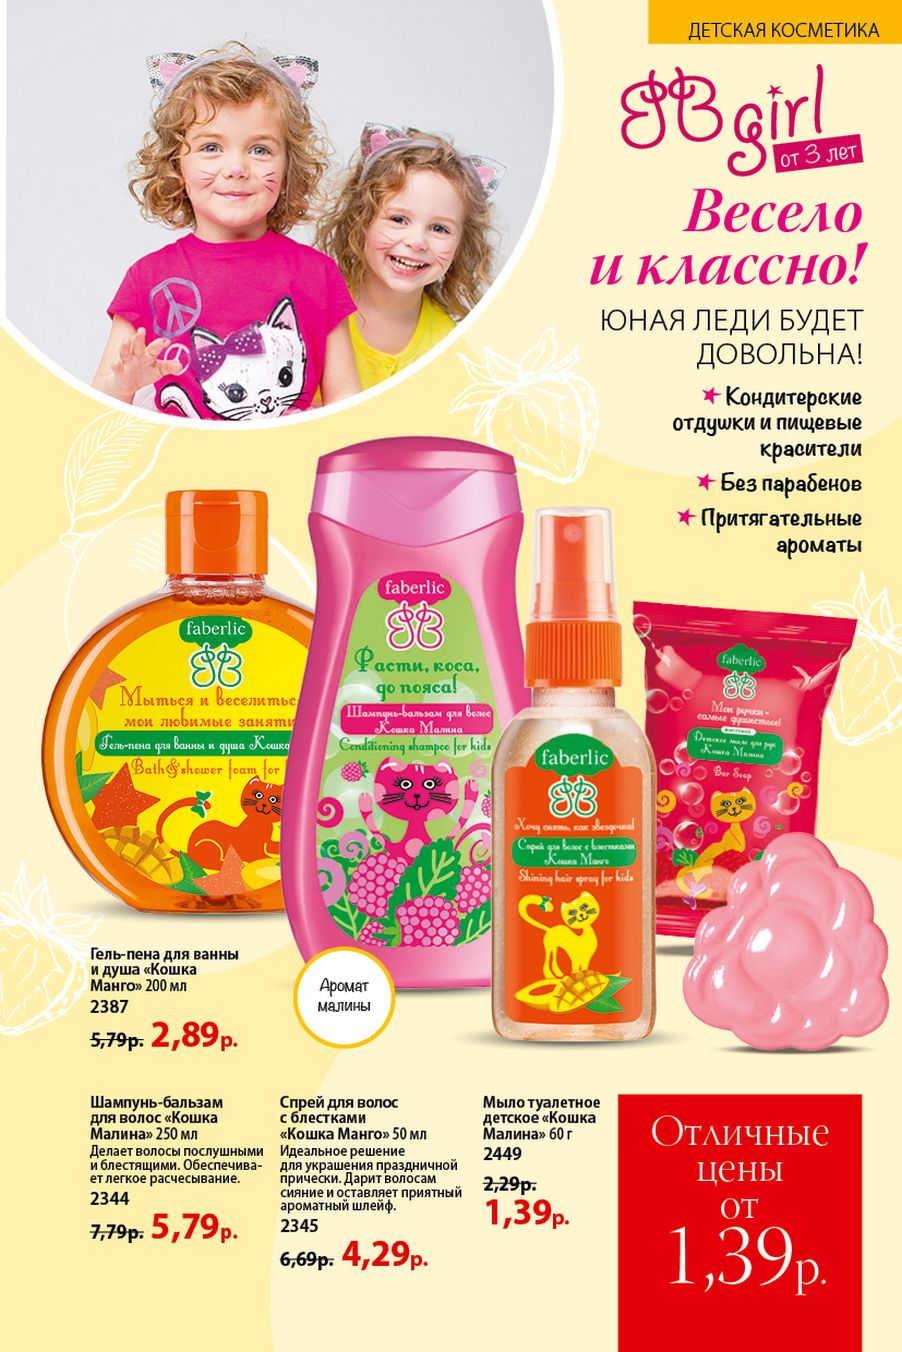 ДЕТСКАЯ КОСМЕТИКА
BB girl
от 3 лет
Весело
и классно!
ЮНАЯ ЛЕДИ БУДЕТ
ДОВОЛЬНА!
Кондитерские
отдушки и пищевые
красители
Без парабенов
Притягательные
ароматы
faberlic
Мыться и веселиться
мои любимые заняти
Гель-пена для ванны и душа Кошка
Bath&shower foam for
faberlic
Расти, коса,
до пояса!
Шампунь-бальзам для волос
Кошка Малина
Conditioning shampoo for kids
faberlic
Хочу сиять, как звездочка!
Спрей для волос с блестками
Кошка Манго
Shining hair spray for kids
faberlic
Мои ручки -
самые душистые!
Детское мыло для рук
Кошка Малина
Bar Soap
Аромат
малины
Гель-пена для ванны
и душа «Кошка
Манго» 200 мл
2387
5,79р. 2,89р.
Шампунь-бальзам
для волос «Кошка
Малина» 250 мл
Делает волосы послушными
и блестящими. Обеспечива-
ет легкое расчесывание.
2344
7,79р. 5,79р.
Спрей для волос
с блестками
«Кошка Манго» 50 мл
Идеальное решение
для украшения праздничной
прически. Дарит волосам
сияние и оставляет приятный
ароматный шлейф.
2345
6,69р. 4,29р.
Мыло туалетное
детское «Кошка
Малина» 60 г
2449
2,29р.
1,39р.
Отличные
цены
от
1,39р.